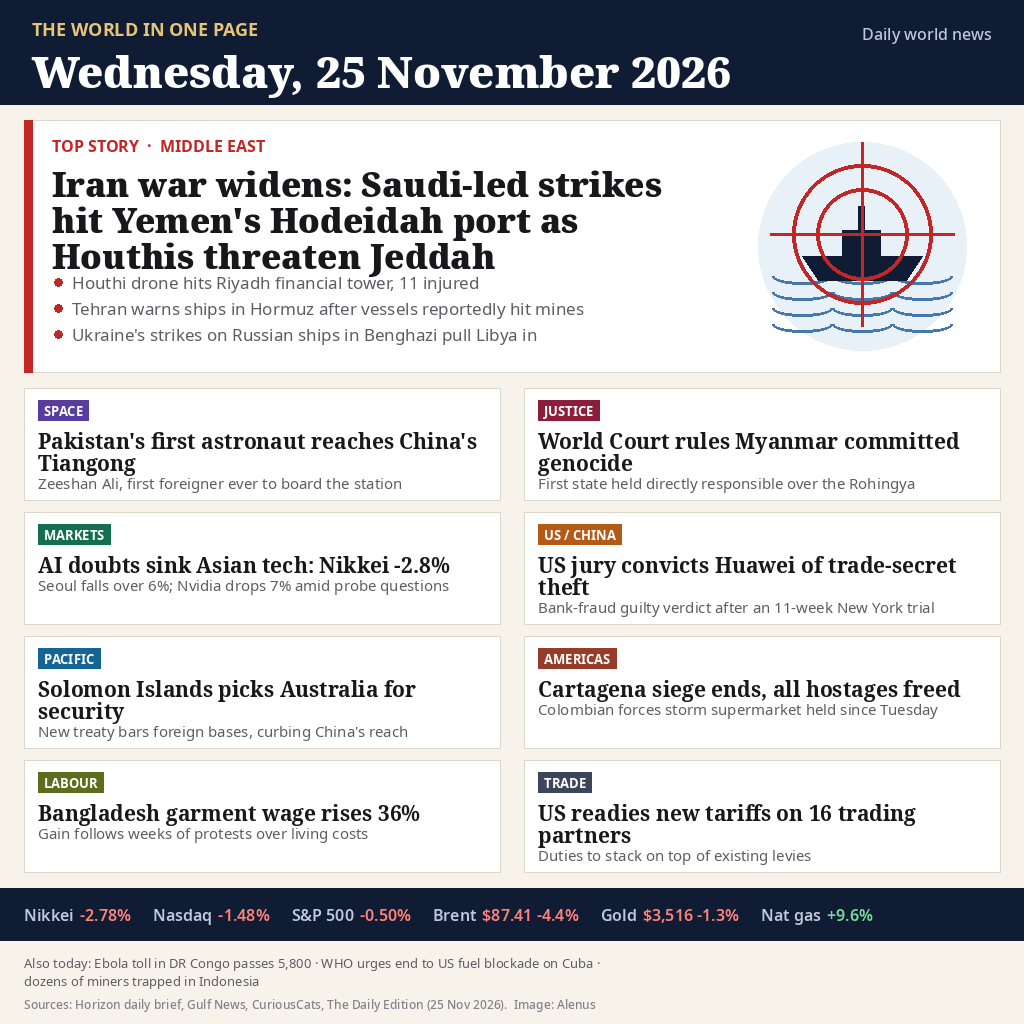 THE WORLD IN ONE PAGE
Daily world news
Wednesday, 25 November 2026
TOP STORY · MIDDLE EAST
Iran war widens: Saudi-led strikes
hit Yemen's Hodeidah port as
Houthis threaten Jeddah
Houthi drone hits Riyadh financial tower, 11 injured
Tehran warns ships in Hormuz after vessels reportedly hit mines
Ukraine's strikes on Russian ships in Benghazi pull Libya in
SPACE
Pakistan's first astronaut reaches China's
Tiangong
Zeeshan Ali, first foreigner ever to board the station
JUSTICE
World Court rules Myanmar committed
genocide
First state held directly responsible over the Rohingya
MARKETS
AI doubts sink Asian tech: Nikkei -2.8%
Seoul falls over 6%; Nvidia drops 7% amid probe questions
US / CHINA
US jury convicts Huawei of trade-secret
theft
Bank-fraud guilty verdict after an 11-week New York trial
PACIFIC
Solomon Islands picks Australia for
security
New treaty bars foreign bases, curbing China's reach
AMERICAS
Cartagena siege ends, all hostages freed
Colombian forces storm supermarket held since Tuesday
LABOUR
Bangladesh garment wage rises 36%
Gain follows weeks of protests over living costs
TRADE
US readies new tariffs on 16 trading
partners
Duties to stack on top of existing levies
Nikkei -2.78% Nasdaq -1.48% S&P 500 -0.50% Brent $87.41 -4.4% Gold $3,516 -1.3% Nat gas +9.6%
Also today: Ebola toll in DR Congo passes 5,800 · WHO urges end to US fuel blockade on Cuba ·
dozens of miners trapped in Indonesia
Sources: Horizon daily brief, Gulf News, CuriousCats, The Daily Edition (25 Nov 2026). Image: Alenus